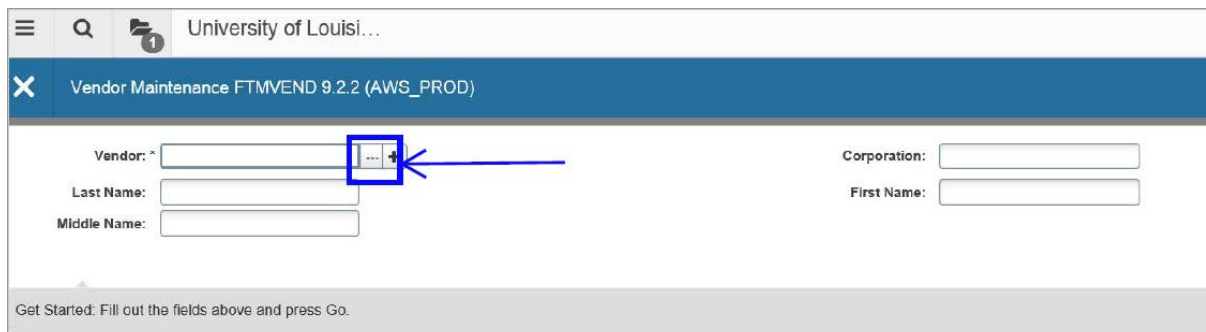 University of Louisi...
1
Vendor Maintenance FTMVEND 9.2.2 (AWS_PROD)
Vendor: * ... +
Corporation:
Last Name:
First Name:
Middle Name:
Get Started: Fill out the fields above and press Go.